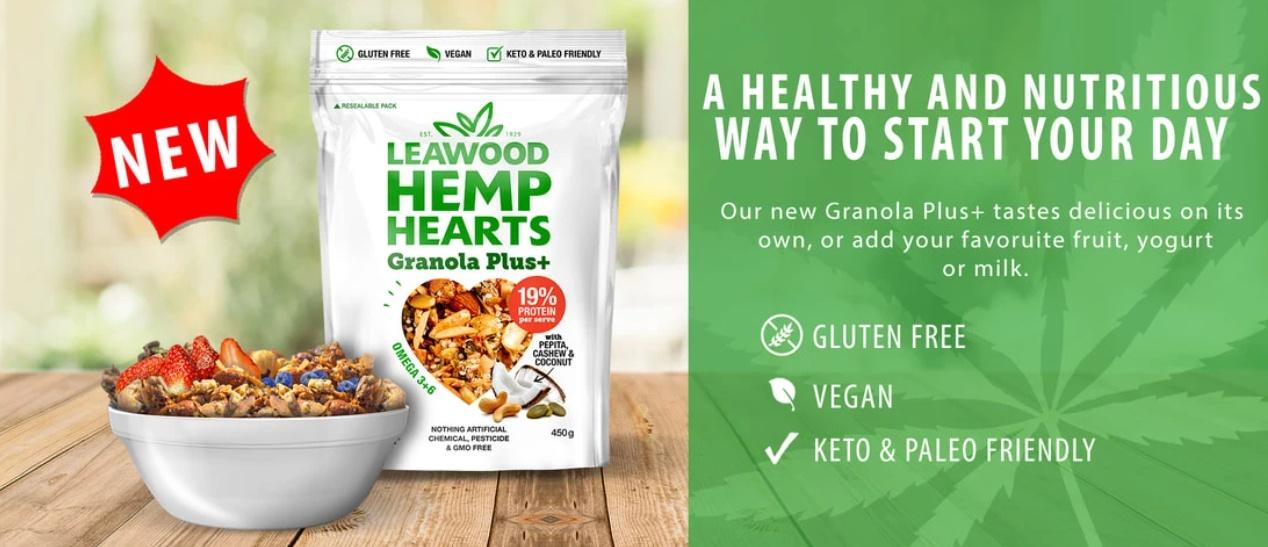 NEW
GLUTEN FREE
VEGAN
KETO & PALEO FRIENDLY
RESEALABLE PACK
EST. 1929
LEAWOOD
HEMP
HEARTS
Granola Plus+
19%
PROTEIN
per serve
with
PEPITA,
CASHEW &
COCONUT
OMEGA 3+6
NOTHING ARTIFICIAL
CHEMICAL, PESTICIDE
& GMO FREE
450g
A HEALTHY AND NUTRITIOUS
WAY TO START YOUR DAY
Our new Granola Plus+ tastes delicious on its
own, or add your favoruite fruit, yogurt
or milk.
GLUTEN FREE
VEGAN
KETO & PALEO FRIENDLY